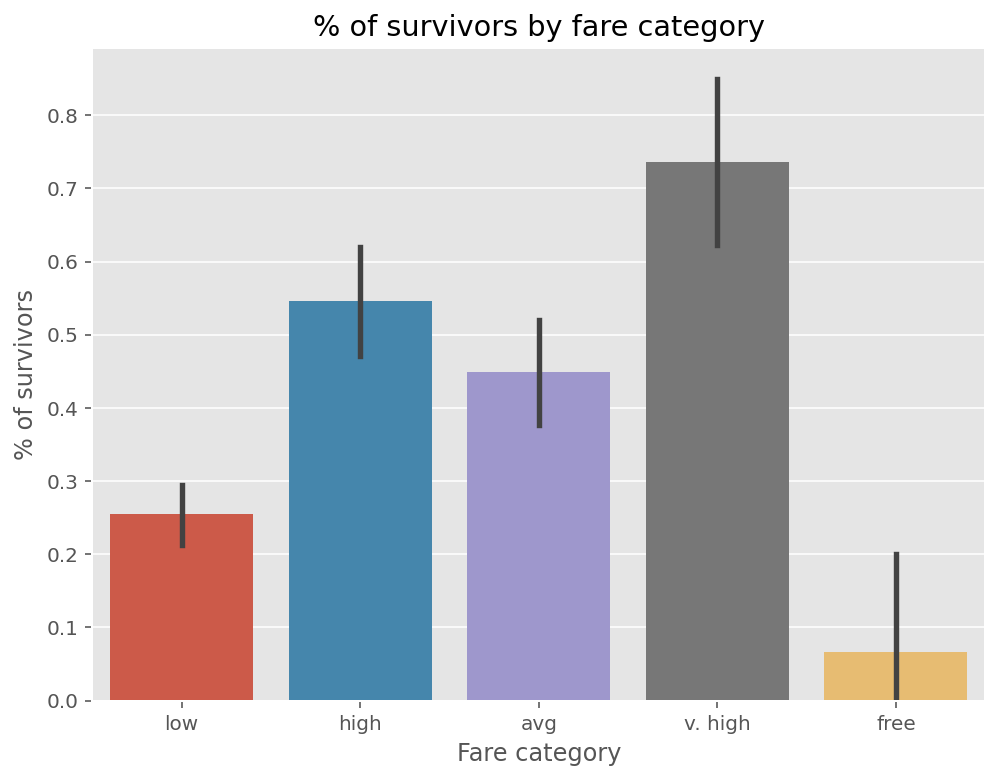 % of survivors by fare category
% of survivors
0.8
0.7
0.6
0.5
0.4
0.3
0.2
0.1
0.0
low high avg v. high free
Fare category